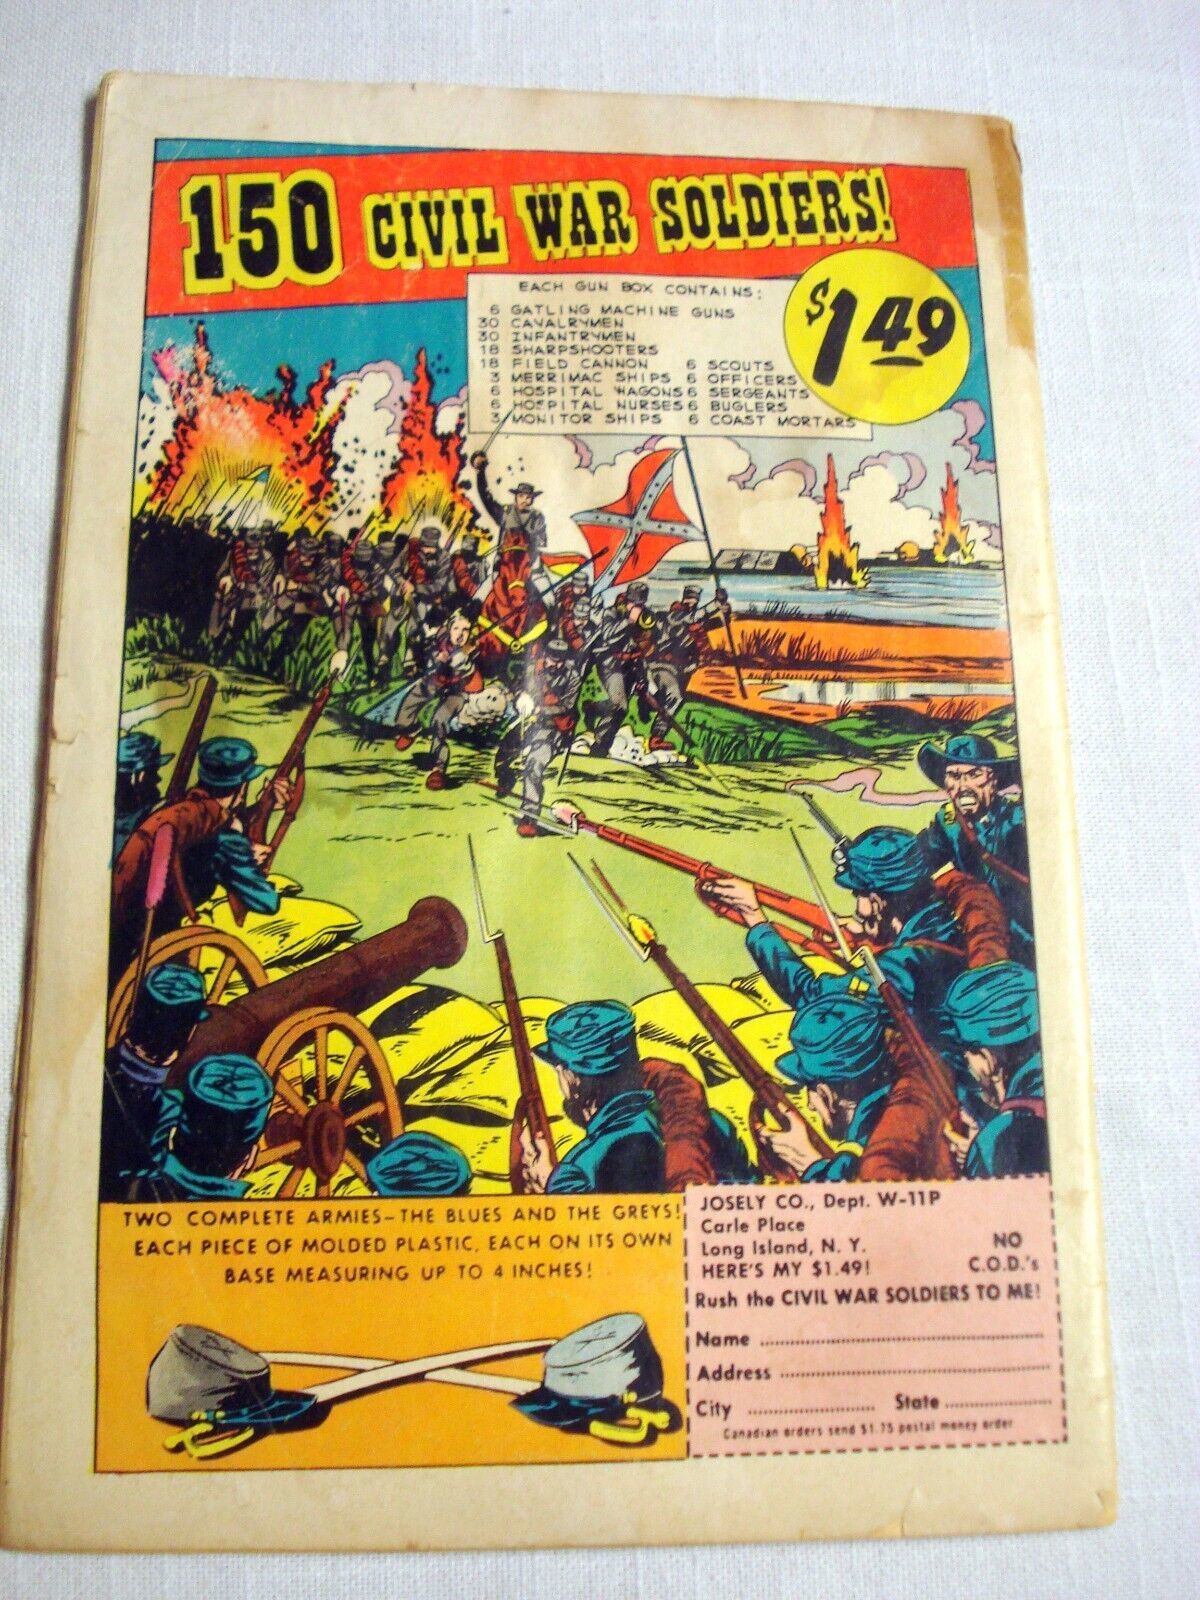 150 CIVIL WAR SOLDIERS!
$1.49
EACH GUN BOX CONTAINS:
6 GATLING MACHINE GUNS
30 CAVALRYMEN
30 INFANTRYMEN
18 SHARPSHOOTERS
18 FIELD CANNON 6 SCOUTS
3 MERRIMAC SHIPS 6 OFFICERS
6 HOSPITAL WAGONS 6 SERGEANTS
6 HOSPITAL NURSES 6 BUGLERS
3 MONITOR SHIPS 6 COAST MORTARS
TWO COMPLETE ARMIES—THE BLUES AND THE GREYS!
EACH PIECE OF MOLDED PLASTIC, EACH ON ITS OWN
BASE MEASURING UP TO 4 INCHES!
JOSELY CO., Dept. W-11P
Carle Place
Long Island, N. Y.
HERE'S MY $1.49!
NO
C.O.D.'s
Rush the CIVIL WAR SOLDIERS TO ME!
Name
Address
City State
Canadian orders send $1.75 postal money order